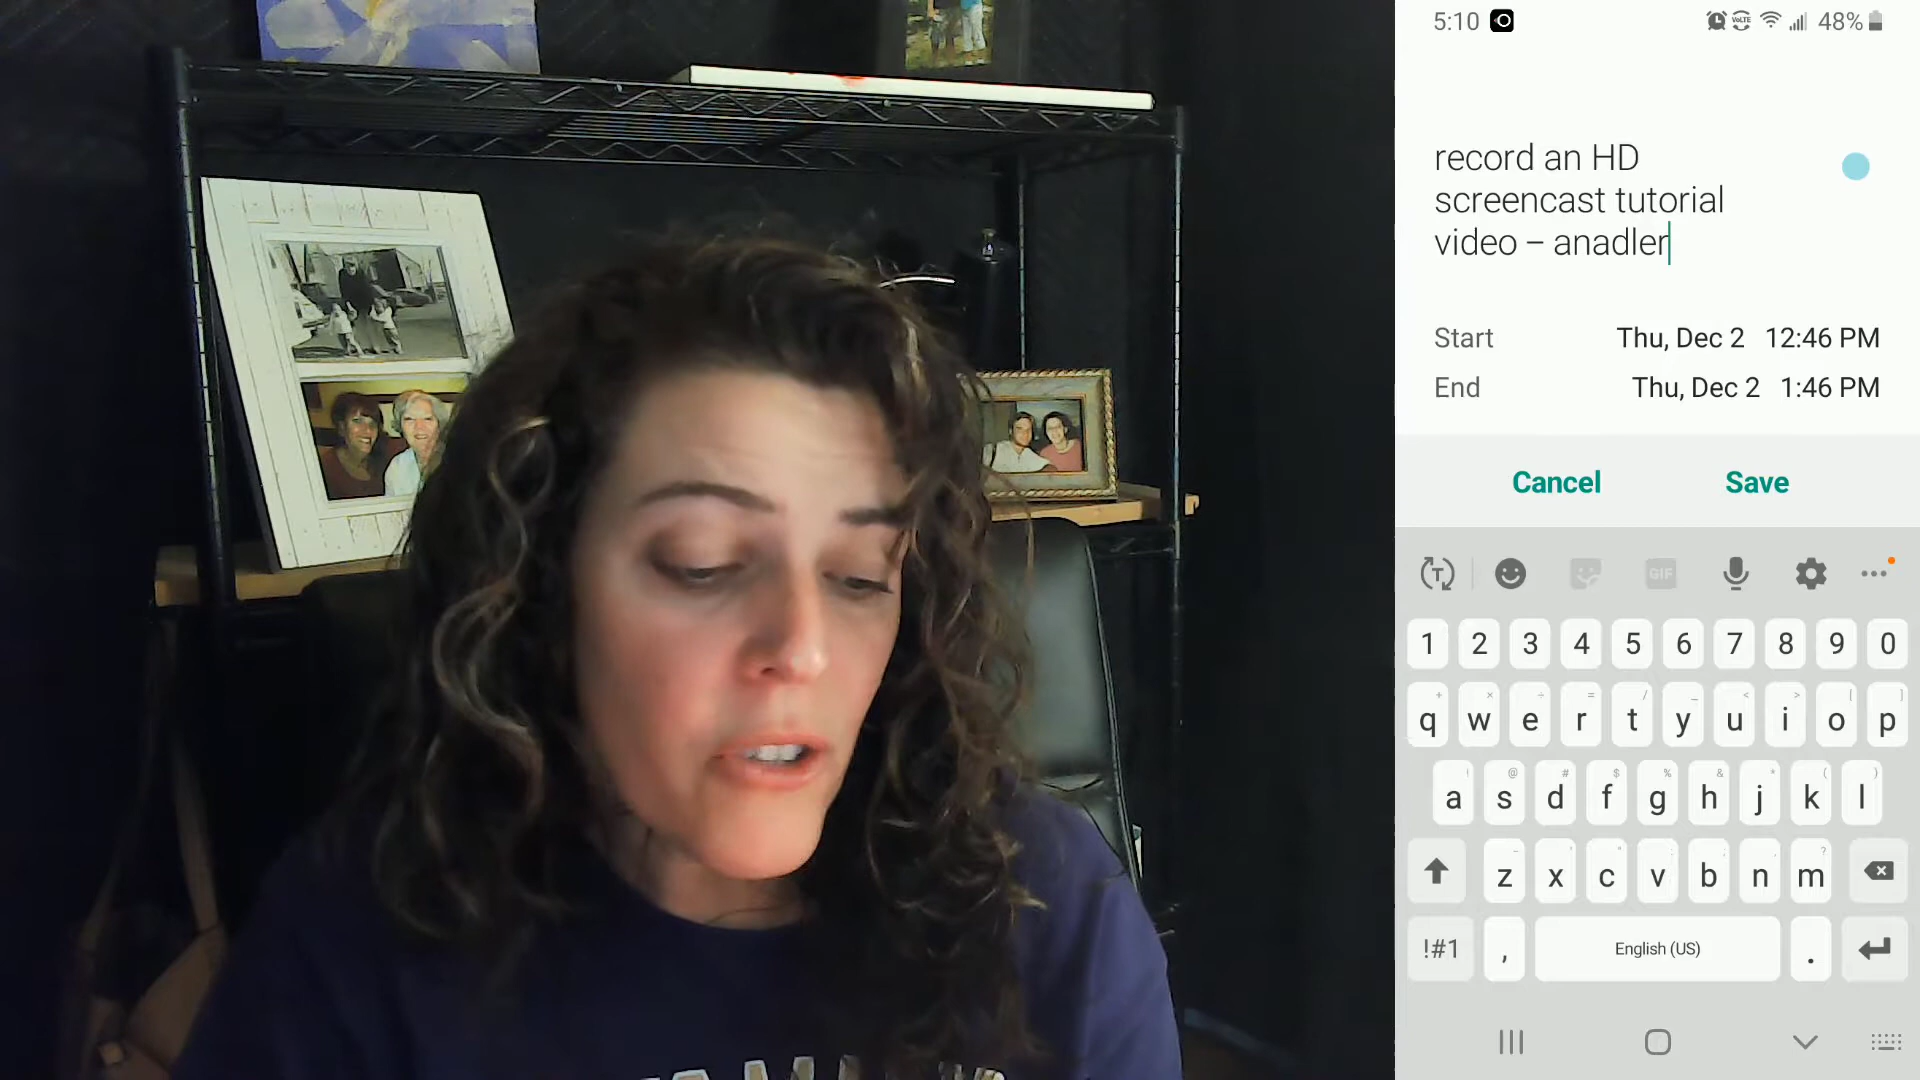 5:10 VoLTE 48%
record an HD
screencast tutorial
video – anadler
Start Thu, Dec 2 12:46 PM
End Thu, Dec 2 1:46 PM
Cancel Save
T GIF
1 2 3 4 5 6 7 8 9 0
q w e r t y u i o p
a s d f g h j k l
z x c v b n m
!#1 , English (US) .